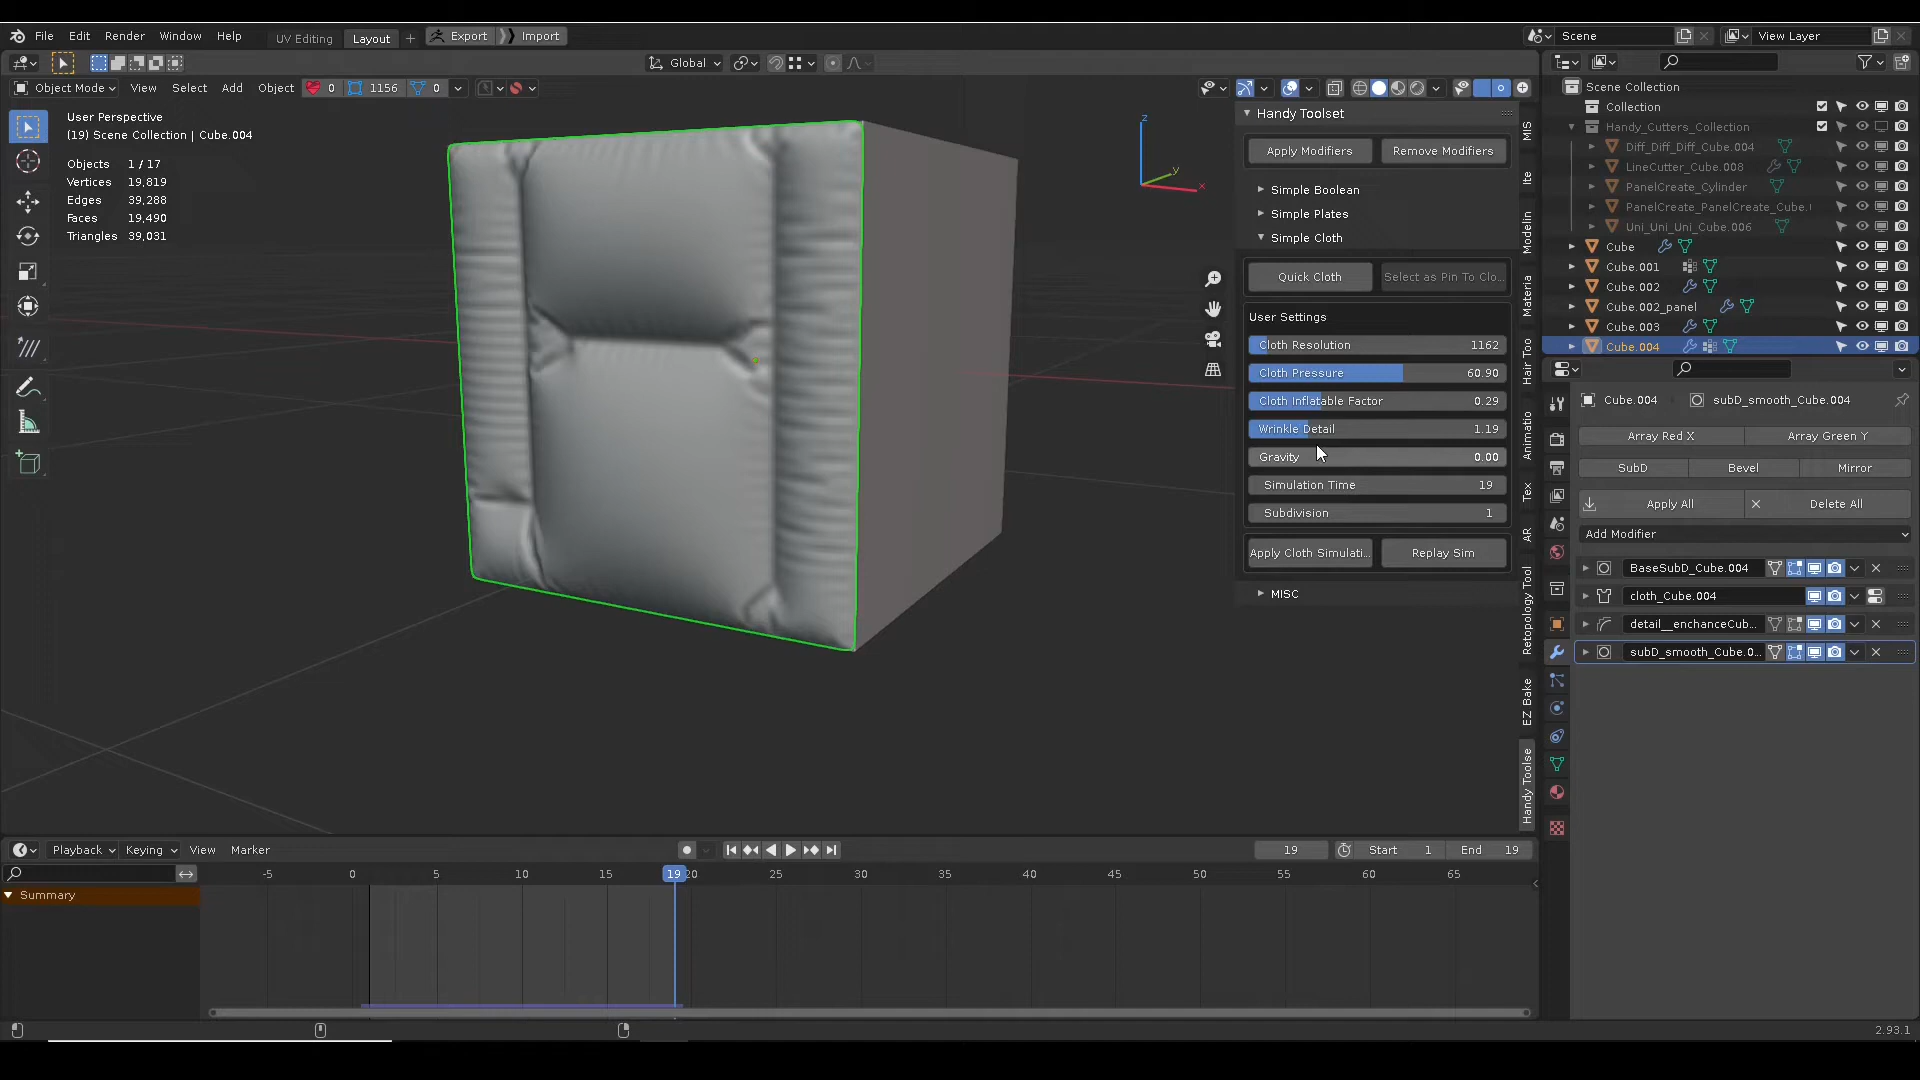 File Edit Render Window Help UV Editing Layout + Export Import Scene View Layer
Global
Object Mode View Select Add Object 0 1156 0
User Perspective
(19) Scene Collection | Cube.004
Objects 1 / 17
Vertices 19,819
Edges 39,288
Faces 19,490
Triangles 39,031
z
y
x
Handy Toolset
Apply Modifiers Remove Modifiers
Simple Boolean
Simple Plates
Simple Cloth
Quick Cloth Select as Pin To Clo...
User Settings
Cloth Resolution 1162
Cloth Pressure 60.90
Cloth Inflatable Factor 0.29
Wrinkle Detail 1.19
Gravity 0.00
Simulation Time 19
Subdivision 1
Apply Cloth Simulati... Replay Sim
MISC
MIS
Ite
Modelin
Materia
Hair Too
Animatio
Tex
AR
Retopology Tool
EZ Bake
Handy Toolse
Scene Collection
Collection
Handy_Cutters_Collection
Diff_Diff_Diff_Cube.004
LineCutter_Cube.008
PanelCreate_Cylinder
PanelCreate_PanelCreate_Cube.
Uni_Uni_Uni_Cube.006
Cube
Cube.001
Cube.002
Cube.002_panel
Cube.003
Cube.004
Cube.004 subD_smooth_Cube.004
Array Red X Array Green Y
SubD Bevel Mirror
Apply All Delete All
Add Modifier
BaseSubD_Cube.004
cloth_Cube.004
detail__enchanceCub...
subD_smooth_Cube.0...
Playback Keying View Marker 19 Start 1 End 19
-5 0 5 10 15 19 20 25 30 35 40 45 50 55 60 65
Summary
2.93.1